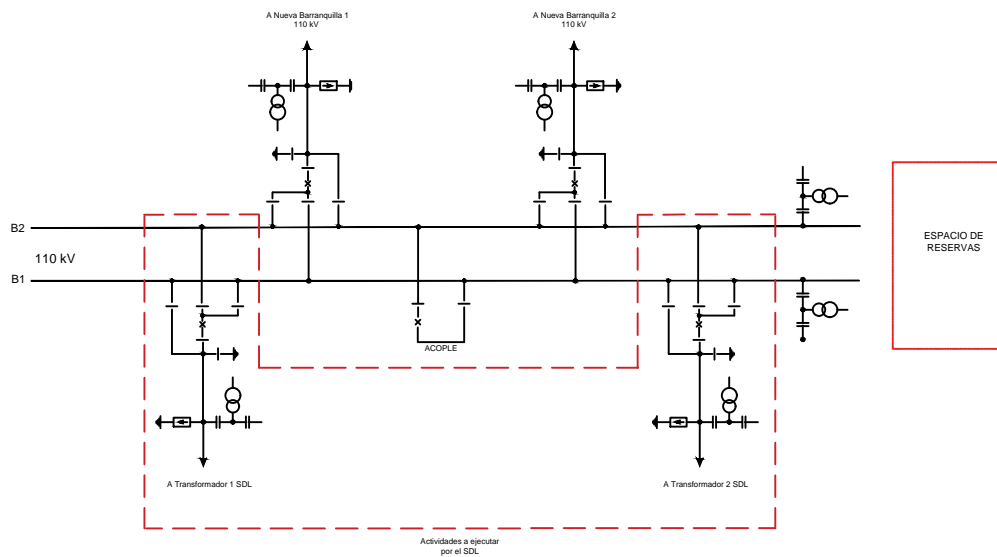 A Nueva Barranquilla 1
110 kV
A Nueva Barranquilla 2
110 kV
B2
110 kV
B1
ESPACIO DE
RESERVAS
ACOPLE
A Transformador 1 SDL
A Transformador 2 SDL
Actividades a ejecutar
por el SDL